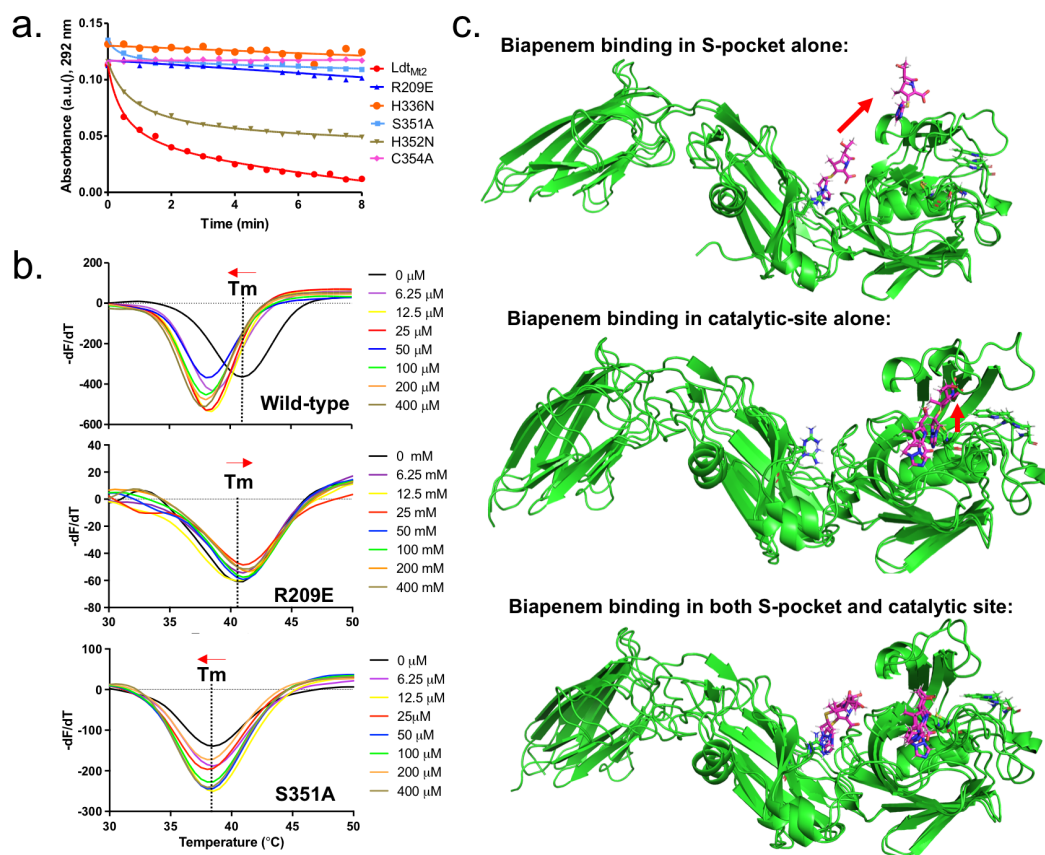 a.
Absorbance (a.u(), 292 nm
0.15
0.10
0.05
0.00
0
2
4
6
8
Time (min)
LdtMt2
R209E
H336N
S351A
H352N
C354A
b.
-dF/dT
200
0
-200
-400
-600
Tm
Wild-type
0 μM
6.25 μM
12.5 μM
25 μM
50 μM
100 μM
200 μM
400 μM
-dF/dT
40
20
0
-20
-40
-60
-80
30
35
40
45
50
Tm
R209E
0 mM
6.25 mM
12.5 mM
25 mM
50 mM
100 mM
200 mM
400 mM
-dF/dT
100
0
-100
-200
-300
30
35
40
45
50
Temperature (°C)
Tm
S351A
0 μM
6.25 μM
12.5 μM
25μM
50 μM
100 μM
200 μM
400 μM
c.
Biapenem binding in S-pocket alone:
Biapenem binding in catalytic-site alone:
Biapenem binding in both S-pocket and catalytic site: